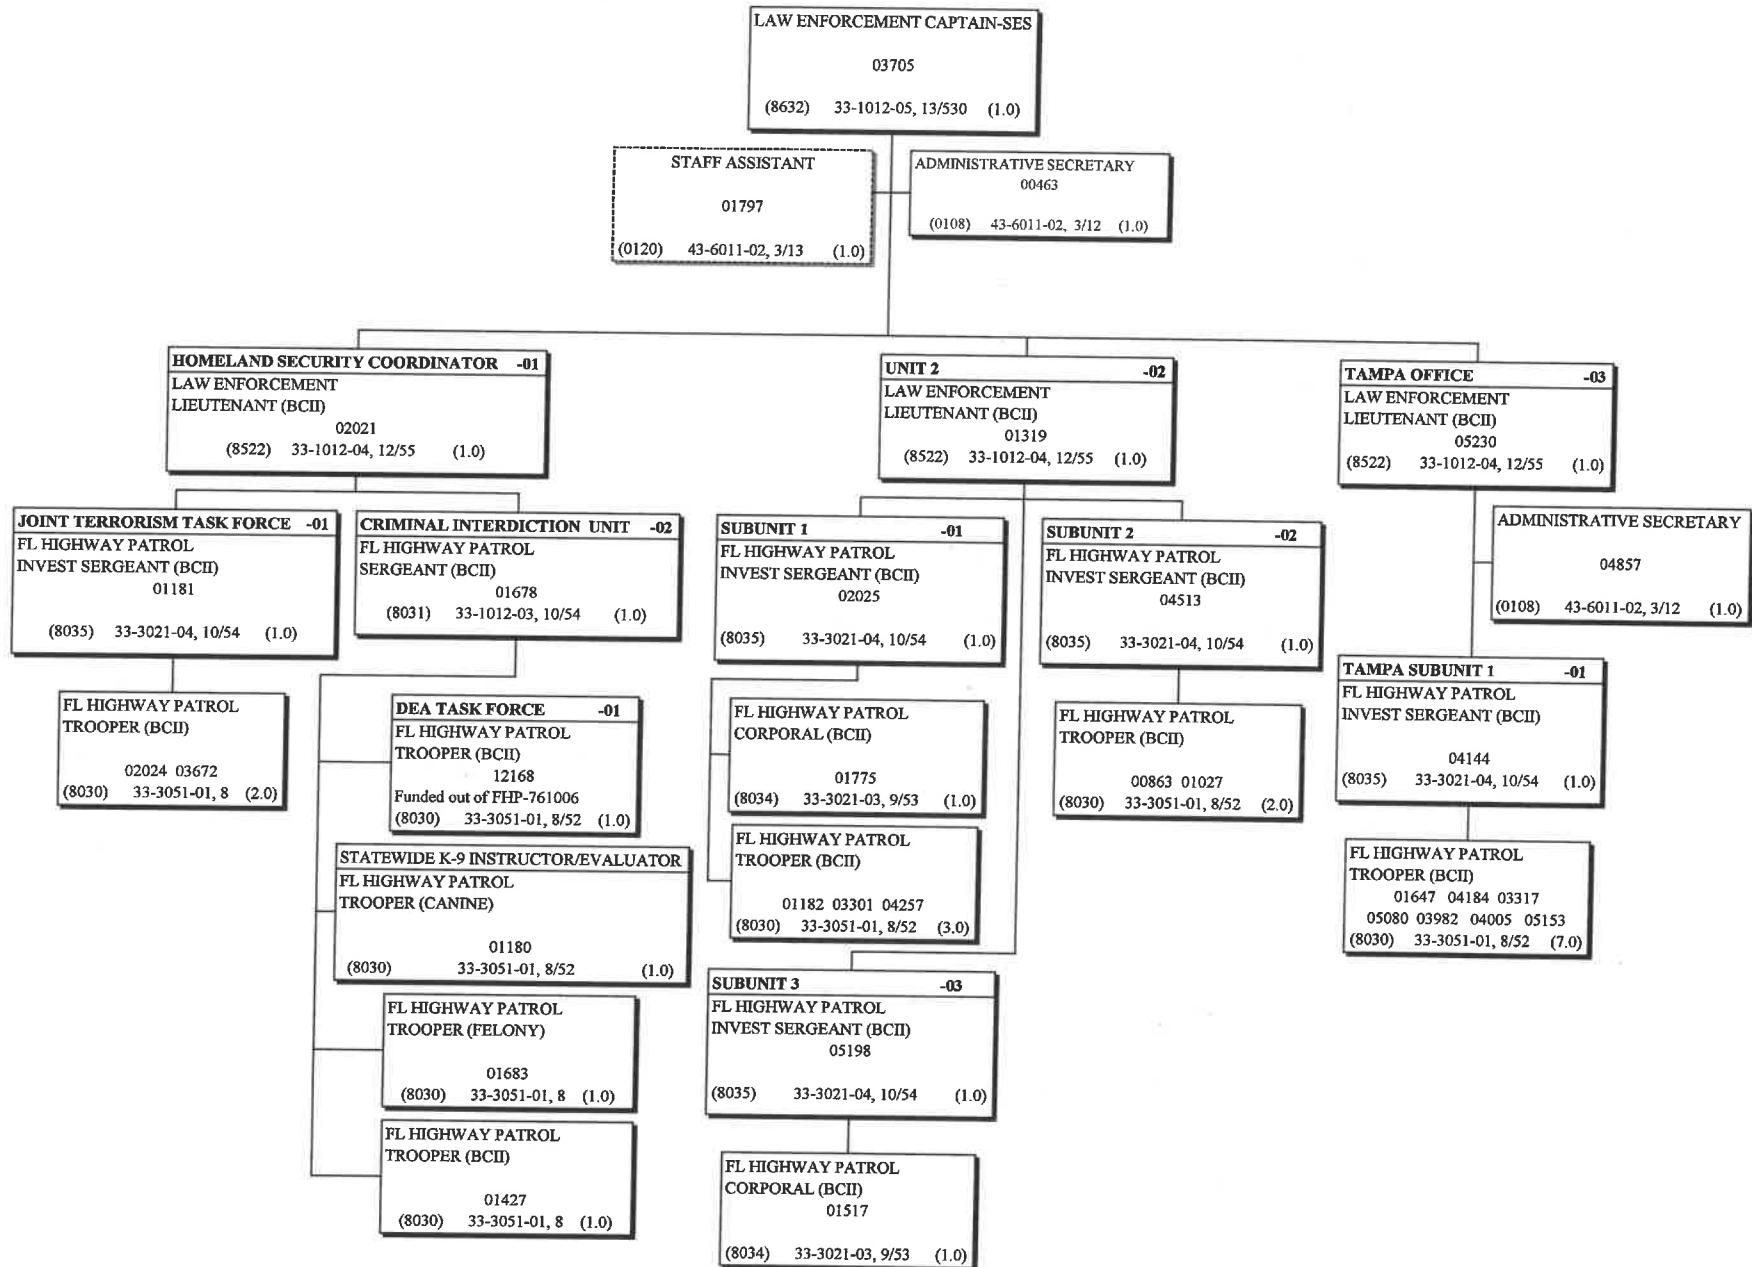 LAW ENFORCEMENT CAPTAIN-SES
03705
(8632) 33-1012-05, 13/530 (1.0)
STAFF ASSISTANT
01797
(0120) 43-6011-02, 3/13 (1.0)
ADMINISTRATIVE SECRETARY
00463
(0108) 43-6011-02, 3/12 (1.0)
HOMELAND SECURITY COORDINATOR -01
LAW ENFORCEMENT
LIEUTENANT (BCII)
02021
(8522) 33-1012-04, 12/55 (1.0)
UNIT 2 -02
LAW ENFORCEMENT
LIEUTENANT (BCII)
01319
(8522) 33-1012-04, 12/55 (1.0)
TAMPA OFFICE -03
LAW ENFORCEMENT
LIEUTENANT (BCII)
05230
(8522) 33-1012-04, 12/55 (1.0)
JOINT TERRORISM TASK FORCE -01
FL HIGHWAY PATROL
INVEST SERGEANT (BCII)
01181
(8035) 33-3021-04, 10/54 (1.0)
FL HIGHWAY PATROL
TROOPER (BCII)
02024 03672
(8030) 33-3051-01, 8 (2.0)
CRIMINAL INTERDICTION UNIT -02
FL HIGHWAY PATROL
SERGEANT (BCII)
01678
(8031) 33-1012-03, 10/54 (1.0)
DEA TASK FORCE -01
FL HIGHWAY PATROL
TROOPER (BCII)
12168
Funded out of FHP-761006
(8030) 33-3051-01, 8/52 (1.0)
STATEWIDE K-9 INSTRUCTOR/EVALUATOR
FL HIGHWAY PATROL
TROOPER (CANINE)
01180
(8030) 33-3051-01, 8/52 (1.0)
FL HIGHWAY PATROL
TROOPER (FELONY)
01683
(8030) 33-3051-01, 8 (1.0)
FL HIGHWAY PATROL
TROOPER (BCII)
01427
(8030) 33-3051-01, 8 (1.0)
SUBUNIT 1 -01
FL HIGHWAY PATROL
INVEST SERGEANT (BCII)
02025
(8035) 33-3021-04, 10/54 (1.0)
FL HIGHWAY PATROL
CORPORAL (BCII)
01775
(8034) 33-3021-03, 9/53 (1.0)
FL HIGHWAY PATROL
TROOPER (BCII)
01182 03301 04257
(8030) 33-3051-01, 8/52 (3.0)
SUBUNIT 2 -02
FL HIGHWAY PATROL
INVEST SERGEANT (BCII)
04513
(8035) 33-3021-04, 10/54 (1.0)
FL HIGHWAY PATROL
TROOPER (BCII)
00863 01027
(8030) 33-3051-01, 8/52 (2.0)
SUBUNIT 3 -03
FL HIGHWAY PATROL
INVEST SERGEANT (BCII)
05198
(8035) 33-3021-04, 10/54 (1.0)
FL HIGHWAY PATROL
CORPORAL (BCII)
01517
(8034) 33-3021-03, 9/53 (1.0)
ADMINISTRATIVE SECRETARY
04857
(0108) 43-6011-02, 3/12 (1.0)
TAMPA SUBUNIT 1 -01
FL HIGHWAY PATROL
INVEST SERGEANT (BCII)
04144
(8035) 33-3021-04, 10/54 (1.0)
FL HIGHWAY PATROL
TROOPER (BCII)
01647 04184 03317
05080 03982 04005 05153
(8030) 33-3051-01, 8/52 (7.0)